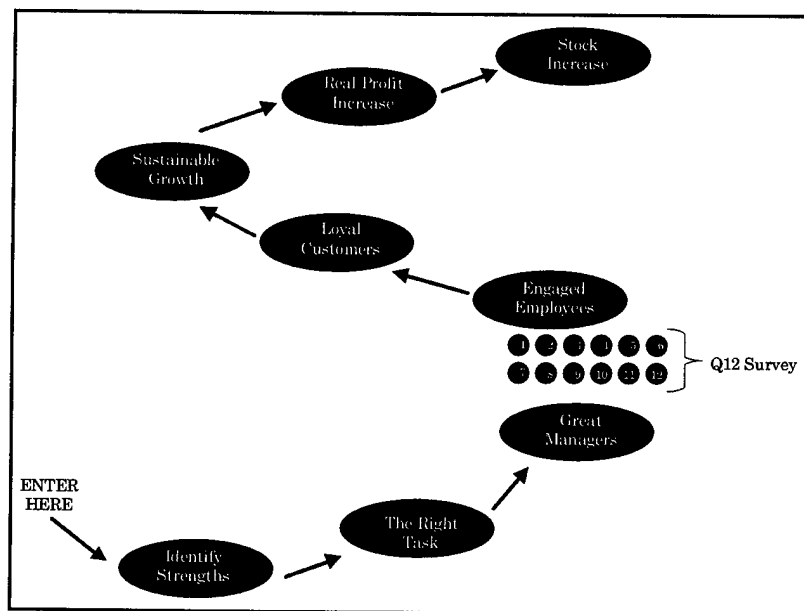 Stock
Increase
Real Profit
Increase
Sustainable
Growth
Loyal
Customers
Engaged
Employees
1 2 3 4 5 6
7 8 9 10 11 12
Q12 Survey
Great
Managers
ENTER
HERE
The Right
Task
Identify
Strengths